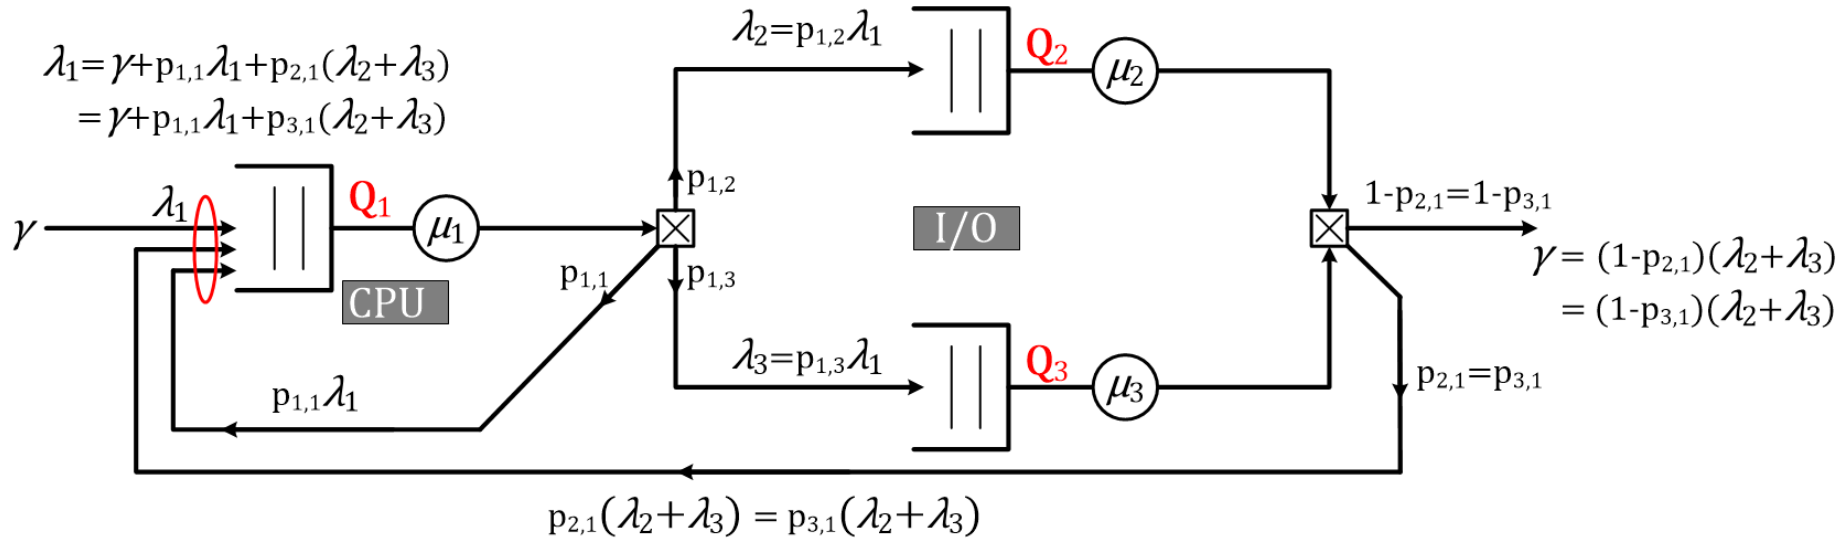 λ₁=γ+p₁,₁λ₁+p₂,₁(λ₂+λ₃)
=γ+p₁,₁λ₁+p₃,₁(λ₂+λ₃)
λ₂=p₁,₂λ₁
Q₂
μ₂
γ
λ₁
Q₁
μ₁
CPU
p₁,₂
p₁,₁
p₁,₃
I/O
1-p₂,₁=1-p₃,₁
γ= (1-p₂,₁)(λ₂+λ₃)
= (1-p₃,₁)(λ₂+λ₃)
λ₃=p₁,₃λ₁
Q₃
μ₃
p₂,₁=p₃,₁
p₁,₁λ₁
p₂,₁(λ₂+λ₃) = p₃,₁(λ₂+λ₃)